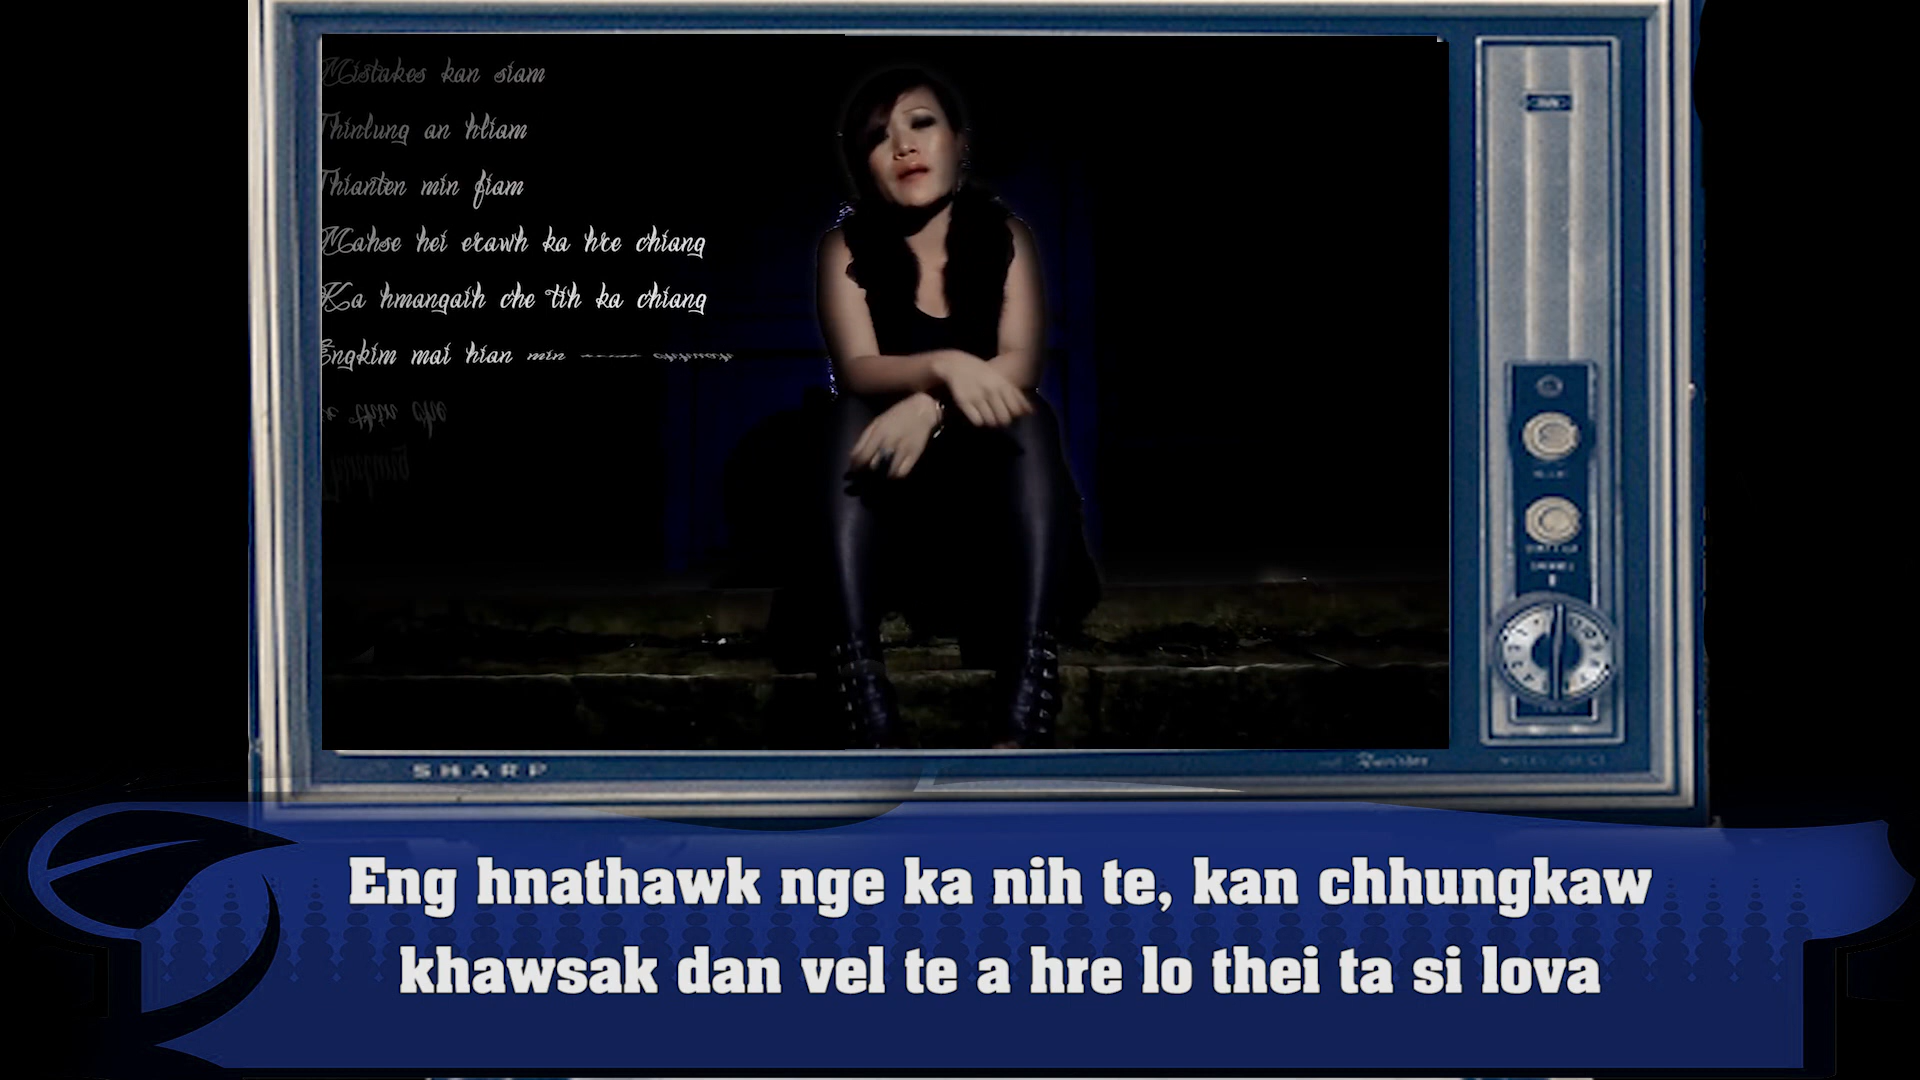 Mistakes kan siam
Thinlung an hliam
Thianten min fiam
Mahse hei erawh ka hre chiang
Ka hmangaih che tih ka chiang
Engkim mai hian min
thin che
SHARP
Eng hnathawk nge ka nih te, kan chhungkaw
khawsak dan vel te a hre lo thei ta si lova